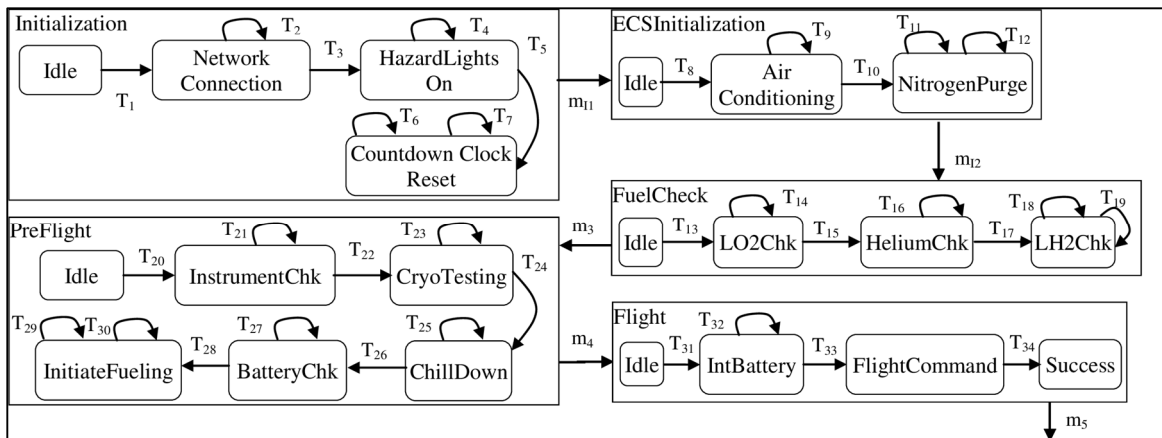 Initialization
Idle
T1
Network
Connection
T2
T3
HazardLights
On
T4
T5
Countdown Clock
Reset
T6
T7
mI1
ECSInitialization
Idle
T8
Air
Conditioning
T9
T10
NitrogenPurge
T11
T12
mI2
FuelCheck
Idle
T13
LO2Chk
T14
T15
HeliumChk
T16
T17
LH2Chk
T18
T19
m3
PreFlight
Idle
T20
InstrumentChk
T21
T22
CryoTesting
T23
T24
ChillDown
T25
T26
BatteryChk
T27
T28
InitiateFueling
T29
T30
m4
Flight
Idle
T31
IntBattery
T32
T33
FlightCommand
T34
Success
m5